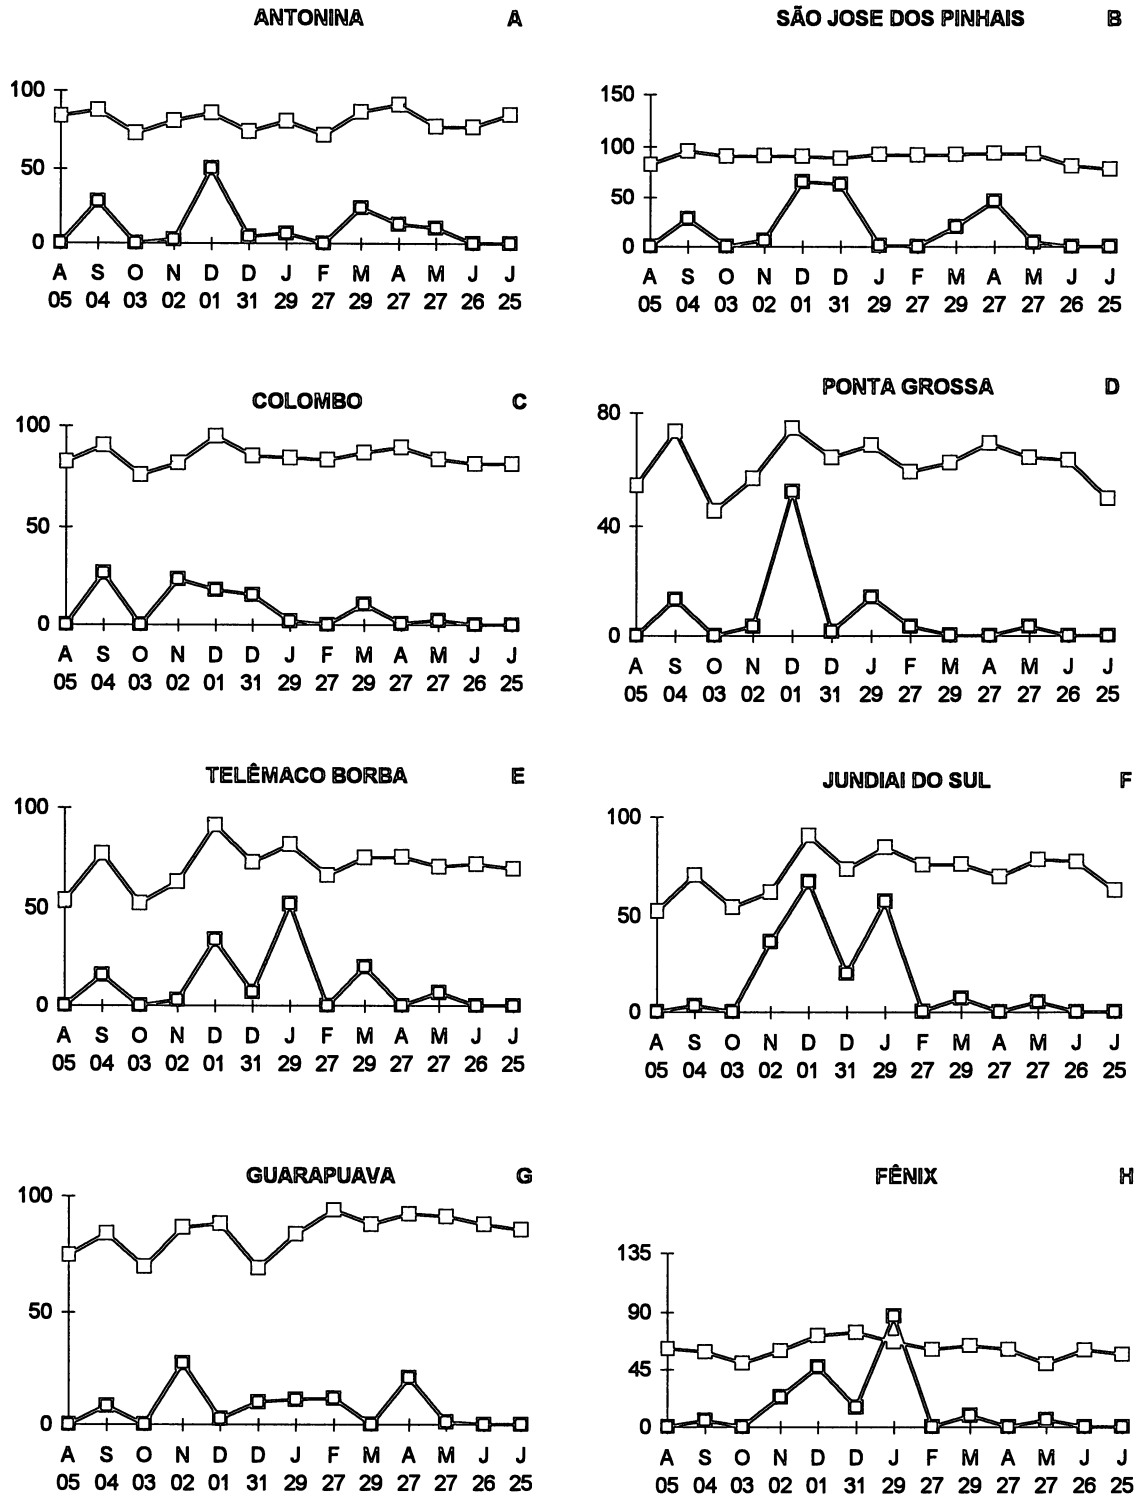 ANTONINA A
100
50
0
A S O N D D J F M A M J J
05 04 03 02 01 31 29 27 29 27 27 26 25
SÃO JOSE DOS PINHAIS B
150
100
50
0
A S O N D D J F M A M J J
05 04 03 02 01 31 29 27 29 27 27 26 25
COLOMBO C
100
50
0
A S O N D D J F M A M J J
05 04 03 02 01 31 29 27 29 27 27 26 25
PONTA GROSSA D
80
40
0
A S O N D D J F M A M J J
05 04 03 02 01 31 29 27 29 27 27 26 25
TELÊMACO BORBA E
100
50
0
A S O N D D J F M A M J J
05 04 03 02 01 31 29 27 29 27 27 26 25
JUNDIAI DO SUL F
100
50
0
A S O N D D J F M A M J J
05 04 03 02 01 31 29 27 29 27 27 26 25
GUARAPUAVA G
100
50
0
A S O N D D J F M A M J J
05 04 03 02 01 31 29 27 29 27 27 26 25
FÊNIX H
135
90
45
0
A S O N D D J F M A M J J
05 04 03 02 01 31 29 27 29 27 27 26 25